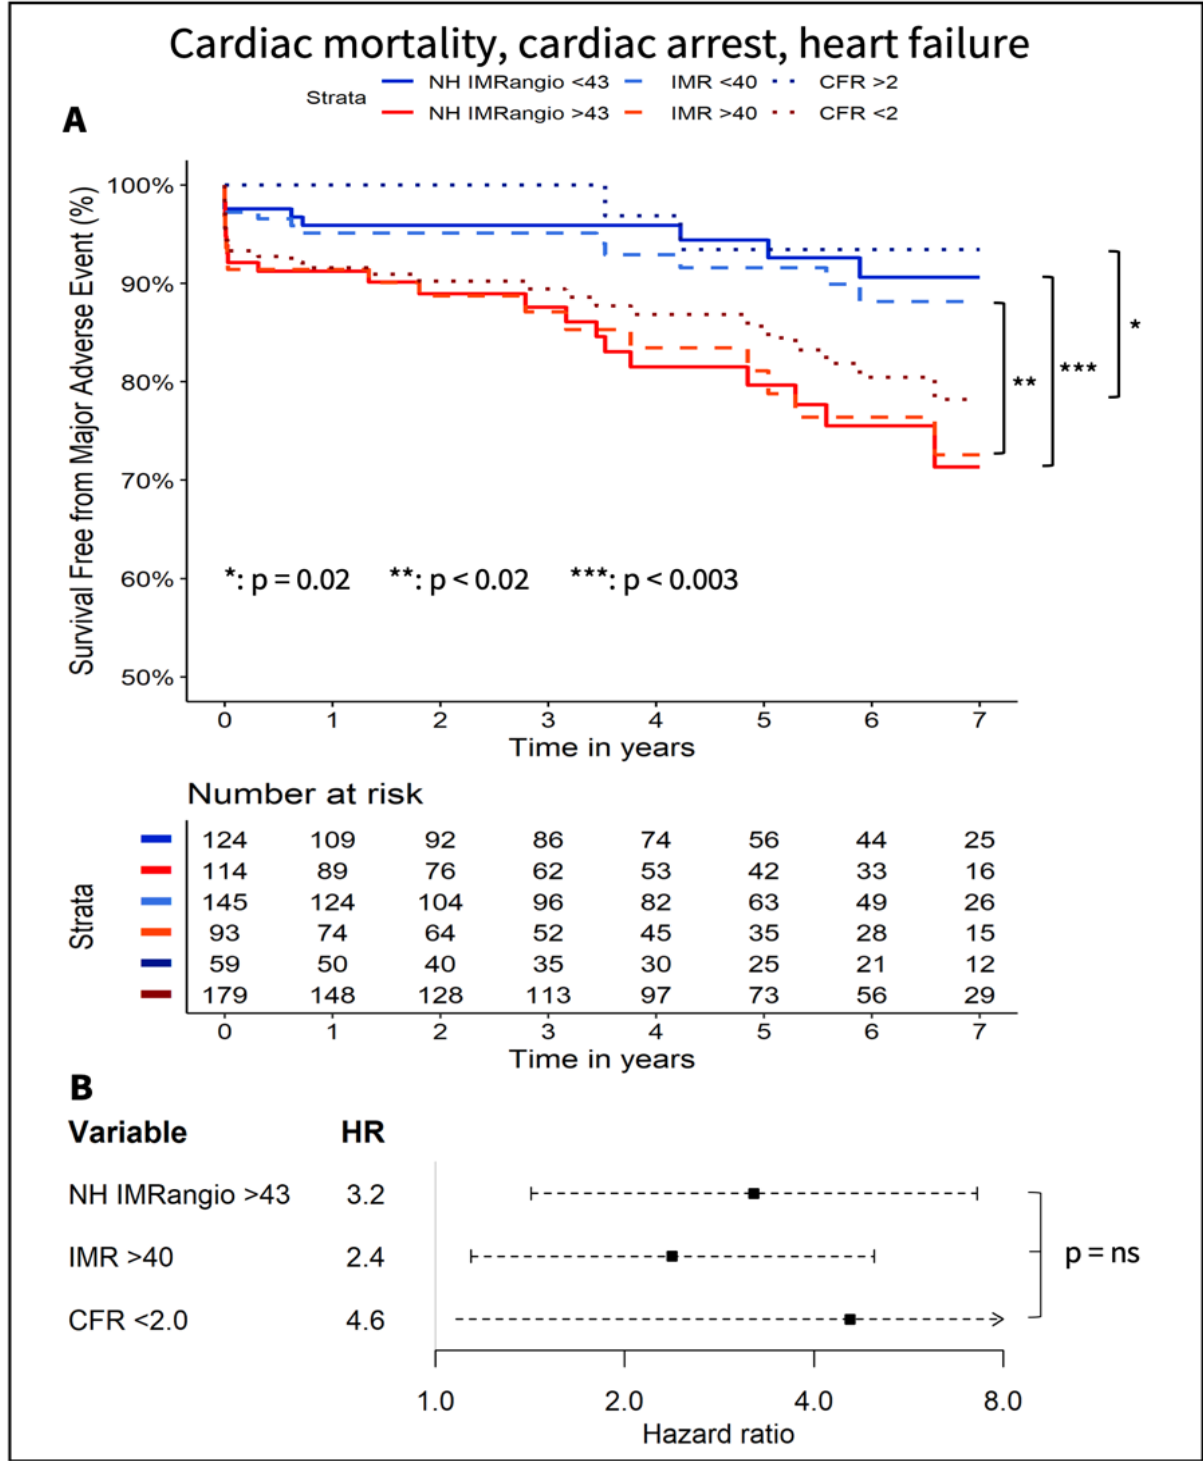 Cardiac mortality, cardiac arrest, heart failure
Strata
NH IMRangio <43 IMR <40 CFR >2
NH IMRangio >43 IMR >40 CFR <2
A
Survival Free from Major Adverse Event (%)
100%
90%
80%
70%
60%
50%
*
**
***
*: p = 0.02 **: p < 0.02 ***: p < 0.003
0 1 2 3 4 5 6 7
Time in years
Number at risk
Strata
124 109 92 86 74 56 44 25
114 89 76 62 53 42 33 16
145 124 104 96 82 63 49 26
93 74 64 52 45 35 28 15
59 50 40 35 30 25 21 12
179 148 128 113 97 73 56 29
0 1 2 3 4 5 6 7
Time in years
B
Variable HR
NH IMRangio >43 3.2
IMR >40 2.4
CFR <2.0 4.6
p = ns
1.0 2.0 4.0 8.0
Hazard ratio